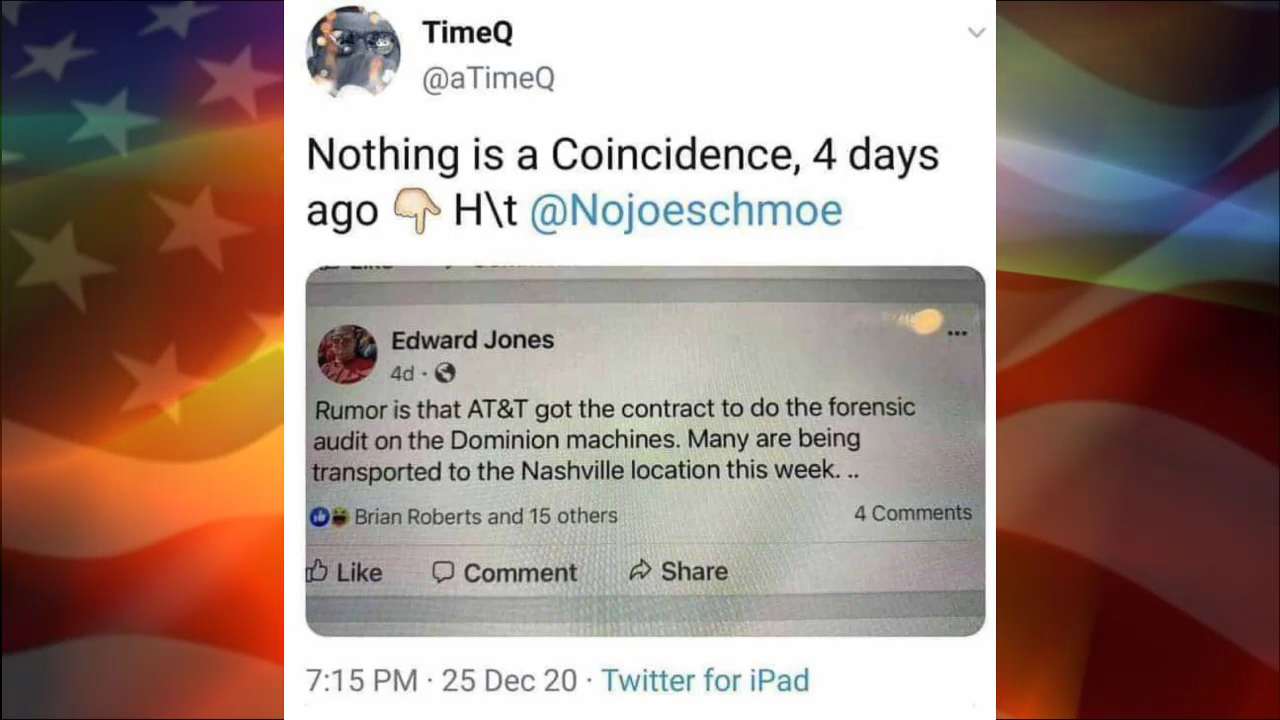 TimeQ
@aTimeQ
Nothing is a Coincidence, 4 days
ago 👇🏻 H\t @Nojoeschmoe
Edward Jones
4d ·
Rumor is that AT&T got the contract to do the forensic
audit on the Dominion machines. Many are being
transported to the Nashville location this week. ..
Brian Roberts and 15 others 4 Comments
Like Comment Share
7:15 PM · 25 Dec 20 · Twitter for iPad